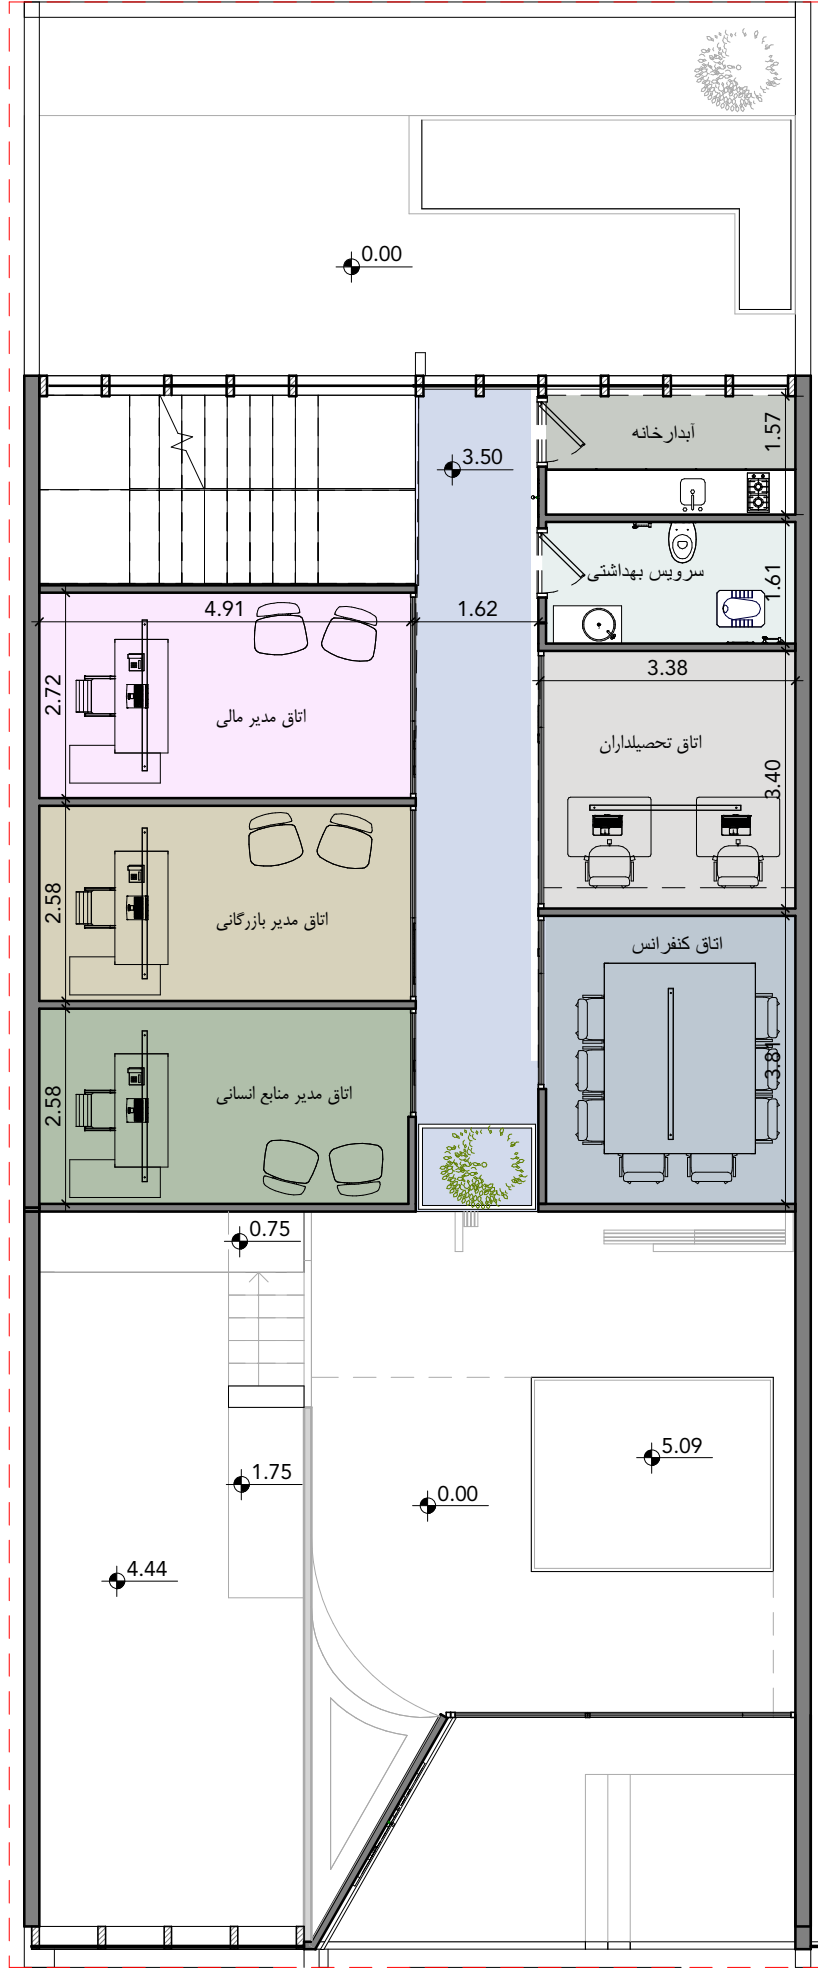 0.00
3.50
آبدارخانه
1.57
سرویس بهداشتی
1.61
4.91
1.62
3.38
2.72
اتاق مدیر مالی
اتاق تحصیلداران
3.40
2.58
اتاق مدیر بازرگانی
اتاق کنفرانس
3.81
2.58
اتاق مدیر منابع انسانی
0.75
5.09
1.75
0.00
4.44